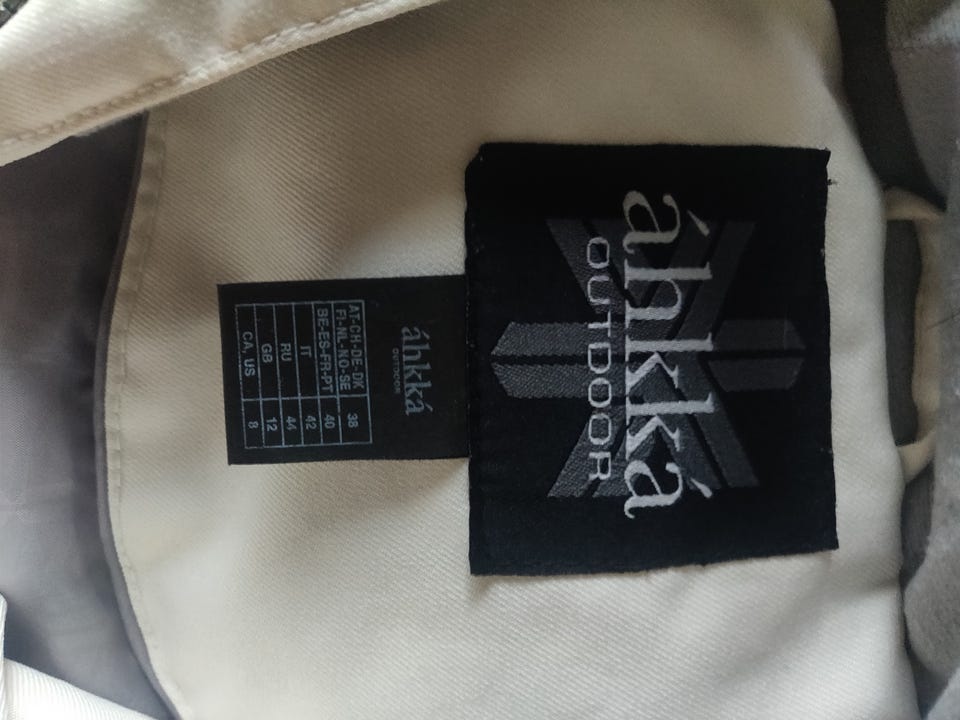 áhkká
OUTDOOR
áhkká
OUTDOOR
AT-CH-DE-DK
FI-NL-NO-SE 38
BE-ES-FR-PT 40
IT 42
RU 44
GB 12
CA, US 8